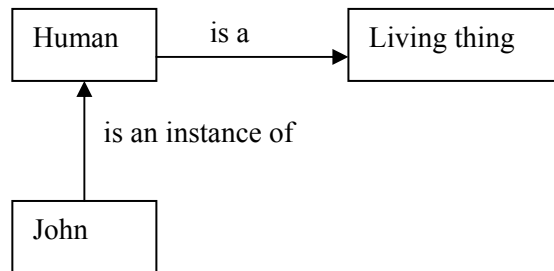 Human
is a
Living thing
is an instance of
John